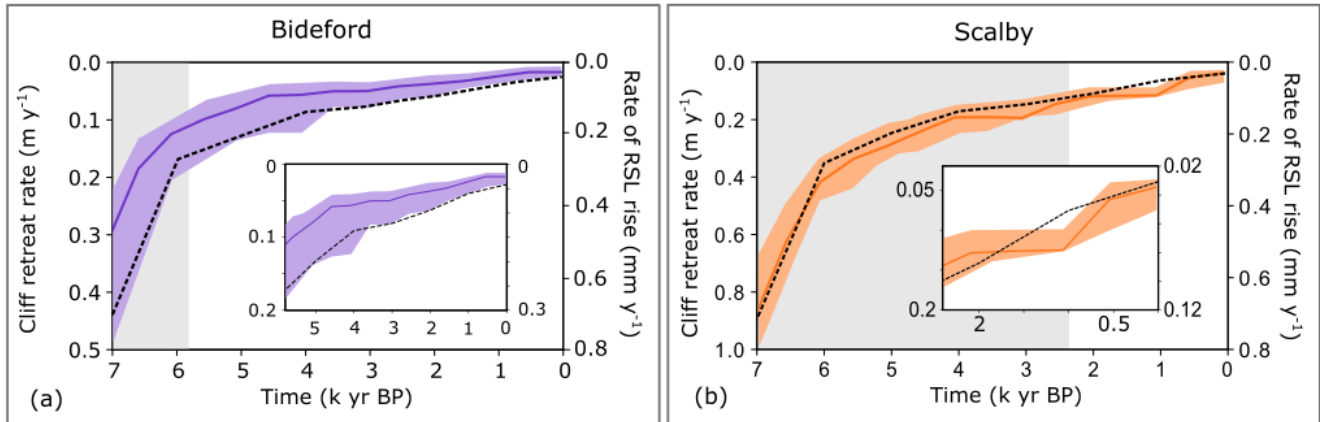 Bideford
Cliff retreat rate (m y⁻¹)
0.0
0.1
0.2
0.3
0.4
0.5
Rate of RSL rise (mm y⁻¹)
0.0
0.2
0.4
0.6
0.8
0
0.1
0.2
0
0.3
5 4 3 2 1 0
7 6 5 4 3 2 1 0
Time (k yr BP)
(a)
Scalby
Cliff retreat rate (m y⁻¹)
0.0
0.2
0.4
0.6
0.8
1.0
Rate of RSL rise (mm y⁻¹)
0.0
0.2
0.4
0.6
0.8
0.05
0.2
0.02
0.12
2 0.5
7 6 5 4 3 2 1 0
Time (k yr BP)
(b)